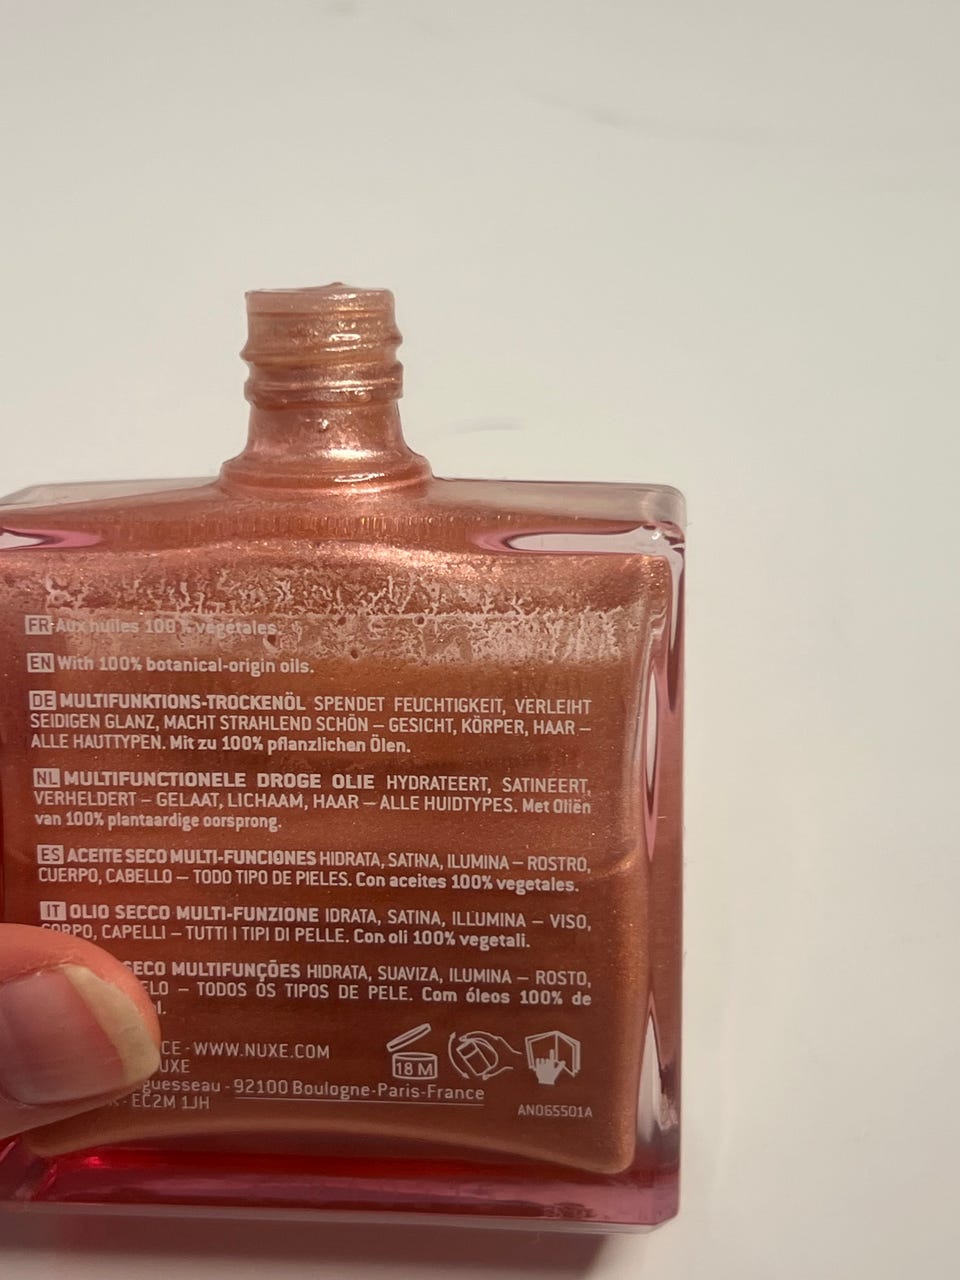 FR Aux huiles 100 % végétales.
EN With 100% botanical-origin oils.
DE MULTIFUNKTIONS-TROCKENÖL SPENDET FEUCHTIGKEIT, VERLEIHT
SEIDIGEN GLANZ, MACHT STRAHLEND SCHÖN – GESICHT, KÖRPER, HAAR –
ALLE HAUTTYPEN. Mit zu 100% pflanzlichen Ölen.
NL MULTIFUNCTIONELE DROGE OLIE HYDRATEERT, SATINEERT,
VERHELDERT – GELAAT, LICHAAM, HAAR – ALLE HUIDTYPES. Met Oliën
van 100% plantaardige oorsprong.
ES ACEITE SECO MULTI-FUNCIONES HIDRATA, SATINA, ILUMINA – ROSTRO,
CUERPO, CABELLO – TODO TIPO DE PIELES. Con aceites 100% vegetales.
IT OLIO SECCO MULTI-FUNZIONE IDRATA, SATINA, ILLUMINA – VISO,
CORPO, CAPELLI – TUTTI I TIPI DI PELLE. Con oli 100% vegetali.
SECO MULTIFUNÇÕES HIDRATA, SUAVIZA, ILUMINA – ROSTO,
ELO – TODOS OS TIPOS DE PELE. Com óleos 100% de
l.
CE - WWW.NUXE.COM
UXE
guesseau - 92100 Boulogne-Paris-France
- EC2M 1JH
18 M
AN065501A